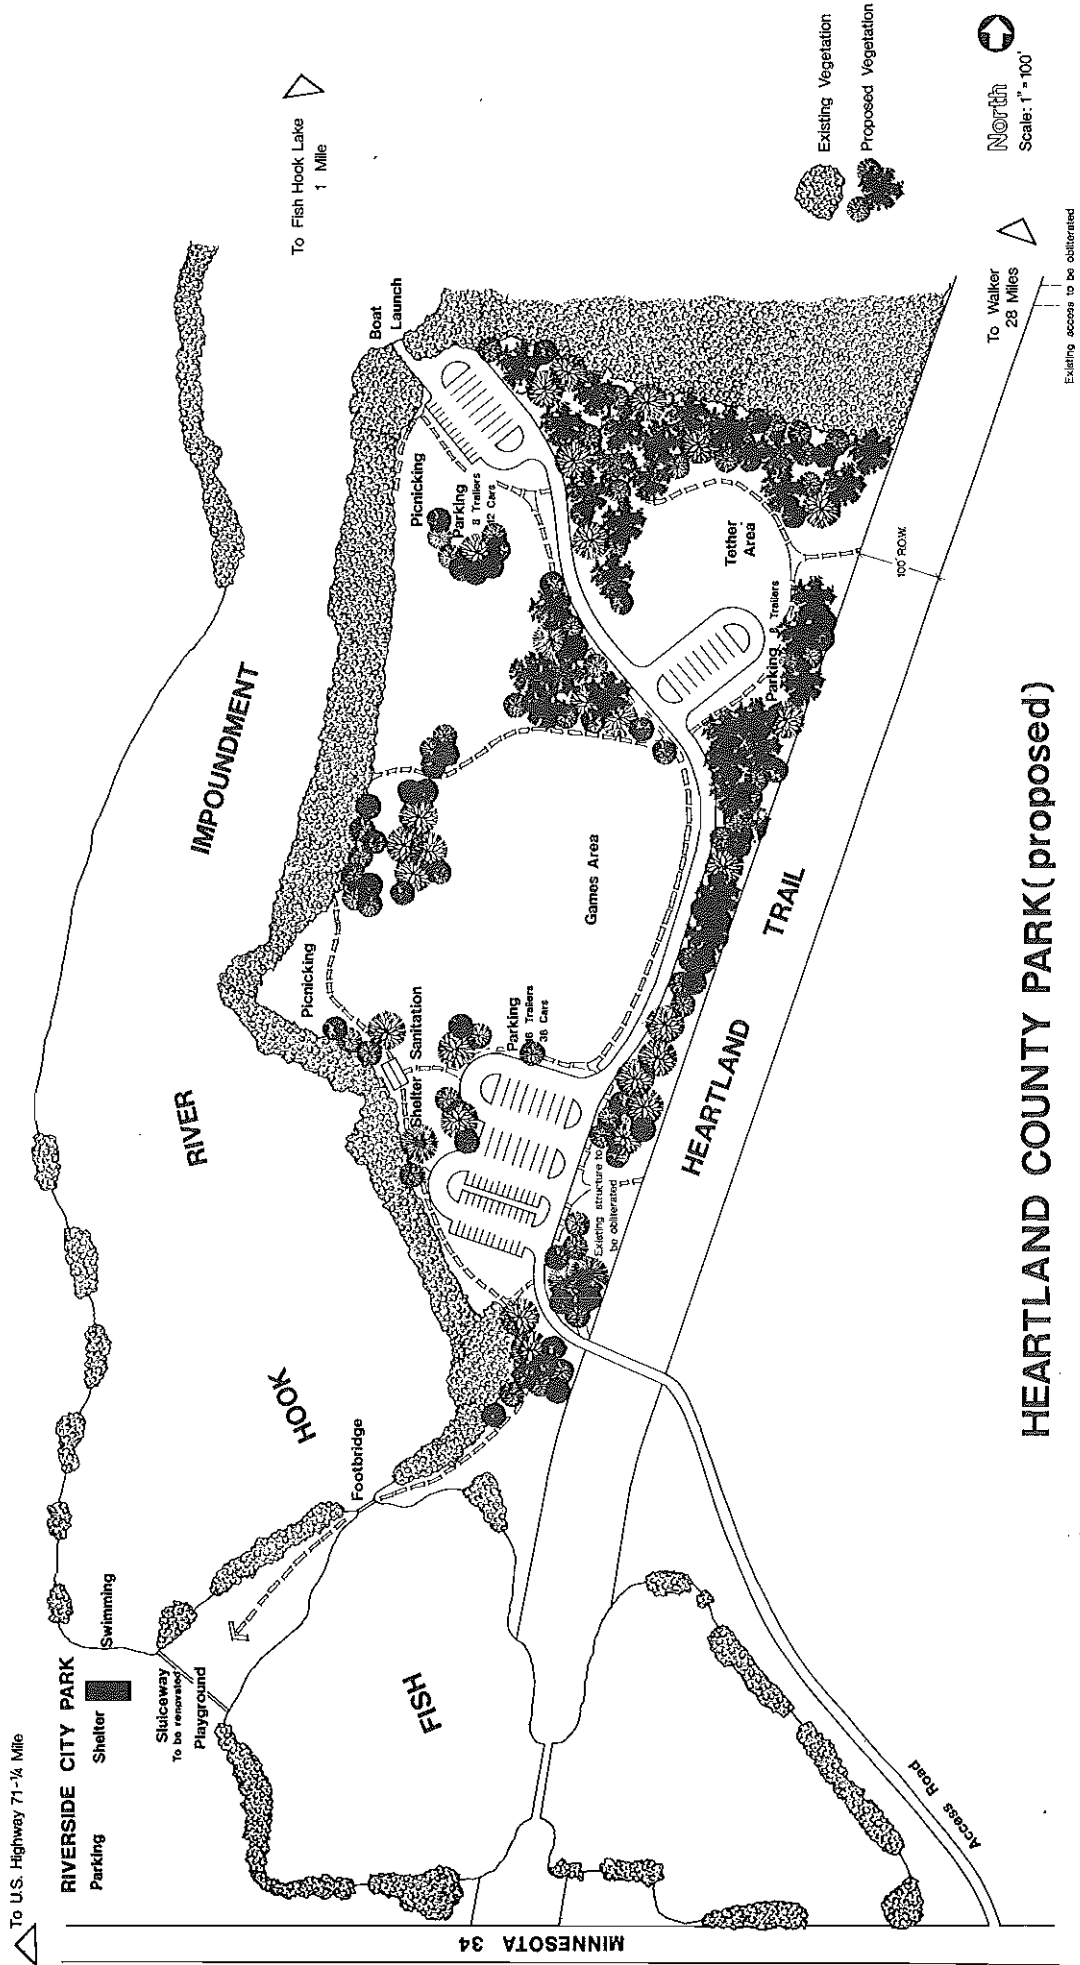 To U.S. Highway 71-¼ Mile
RIVERSIDE CITY PARK
Parking
Shelter
Swimming
Sluiceway
To be renovated
Playground
Footbridge
FISH
HOOK
RIVER
IMPOUNDMENT
To Fish Hook Lake
1 Mile
Boat
Launch
Picnicking
Parking
8 Trailers
12 Cars
Picnicking
Shelter
Sanitation
Parking
16 Trailers
36 Cars
Games Area
Tether
Area
Parking
8 Trailers
100' R.O.W.
Existing structure to
be obliterated
HEARTLAND
TRAIL
MINNESOTA 34
Access Road
To Walker
28 Miles
Existing access to be obliterated
Existing Vegetation
Proposed Vegetation
North
Scale: 1"=100'
HEARTLAND COUNTY PARK(proposed)